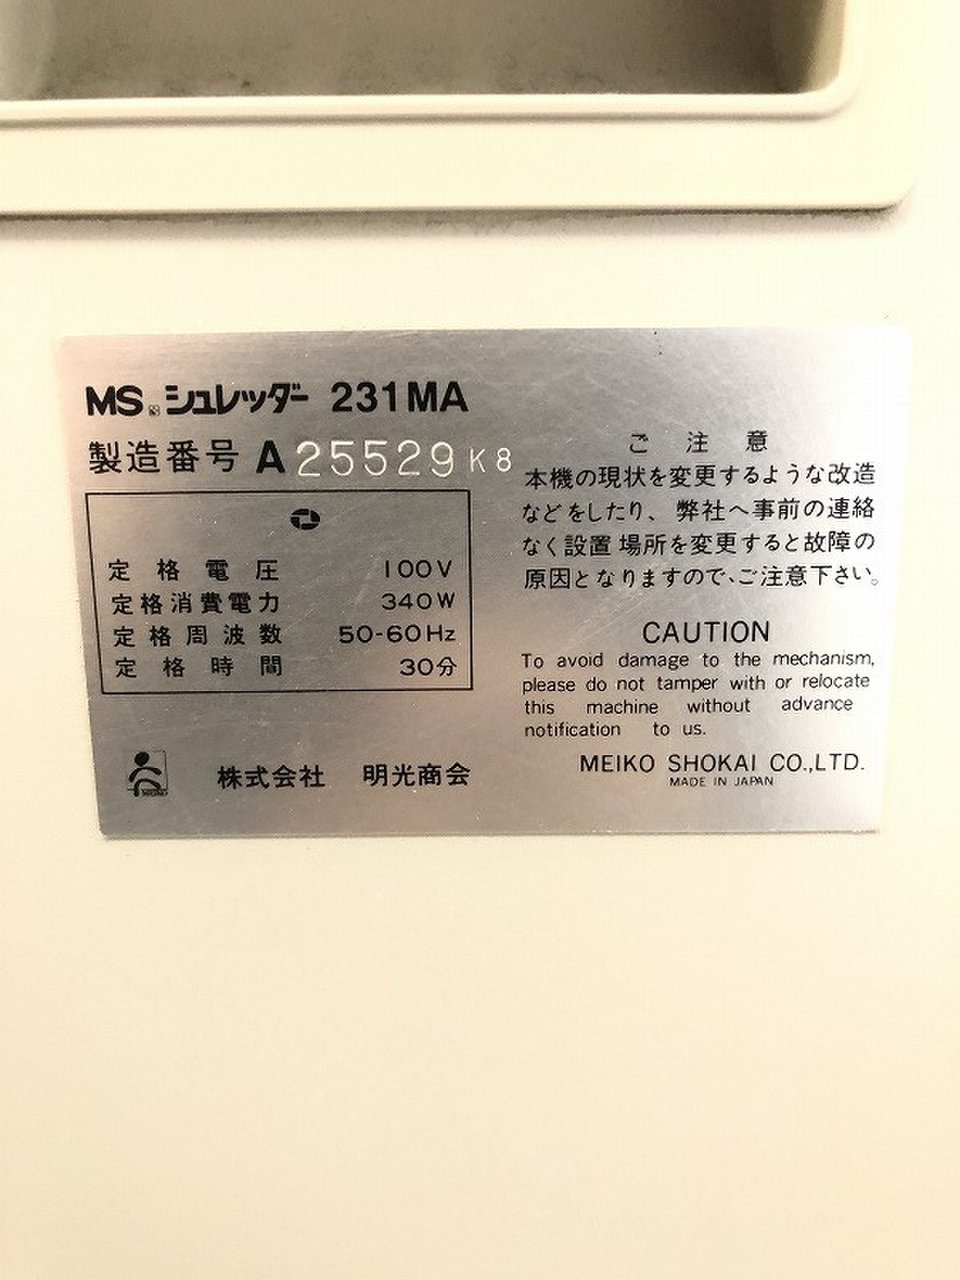 MS シュレッダー 231MA
製造番号 A25529K8
定格電圧 100V
定格消費電力 340W
定格周波数 50-60Hz
定格時間 30分
株式会社 明光商会
ご注意
本機の現状を変更するような改造
などをしたり、弊社へ事前の連絡
なく設置場所を変更すると故障の
原因となりますので、ご注意下さい。
CAUTION
To avoid damage to the mechanism,
please do not tamper with or relocate
this machine without advance
notification to us.
MEIKO SHOKAI CO.,LTD.
MADE IN JAPAN